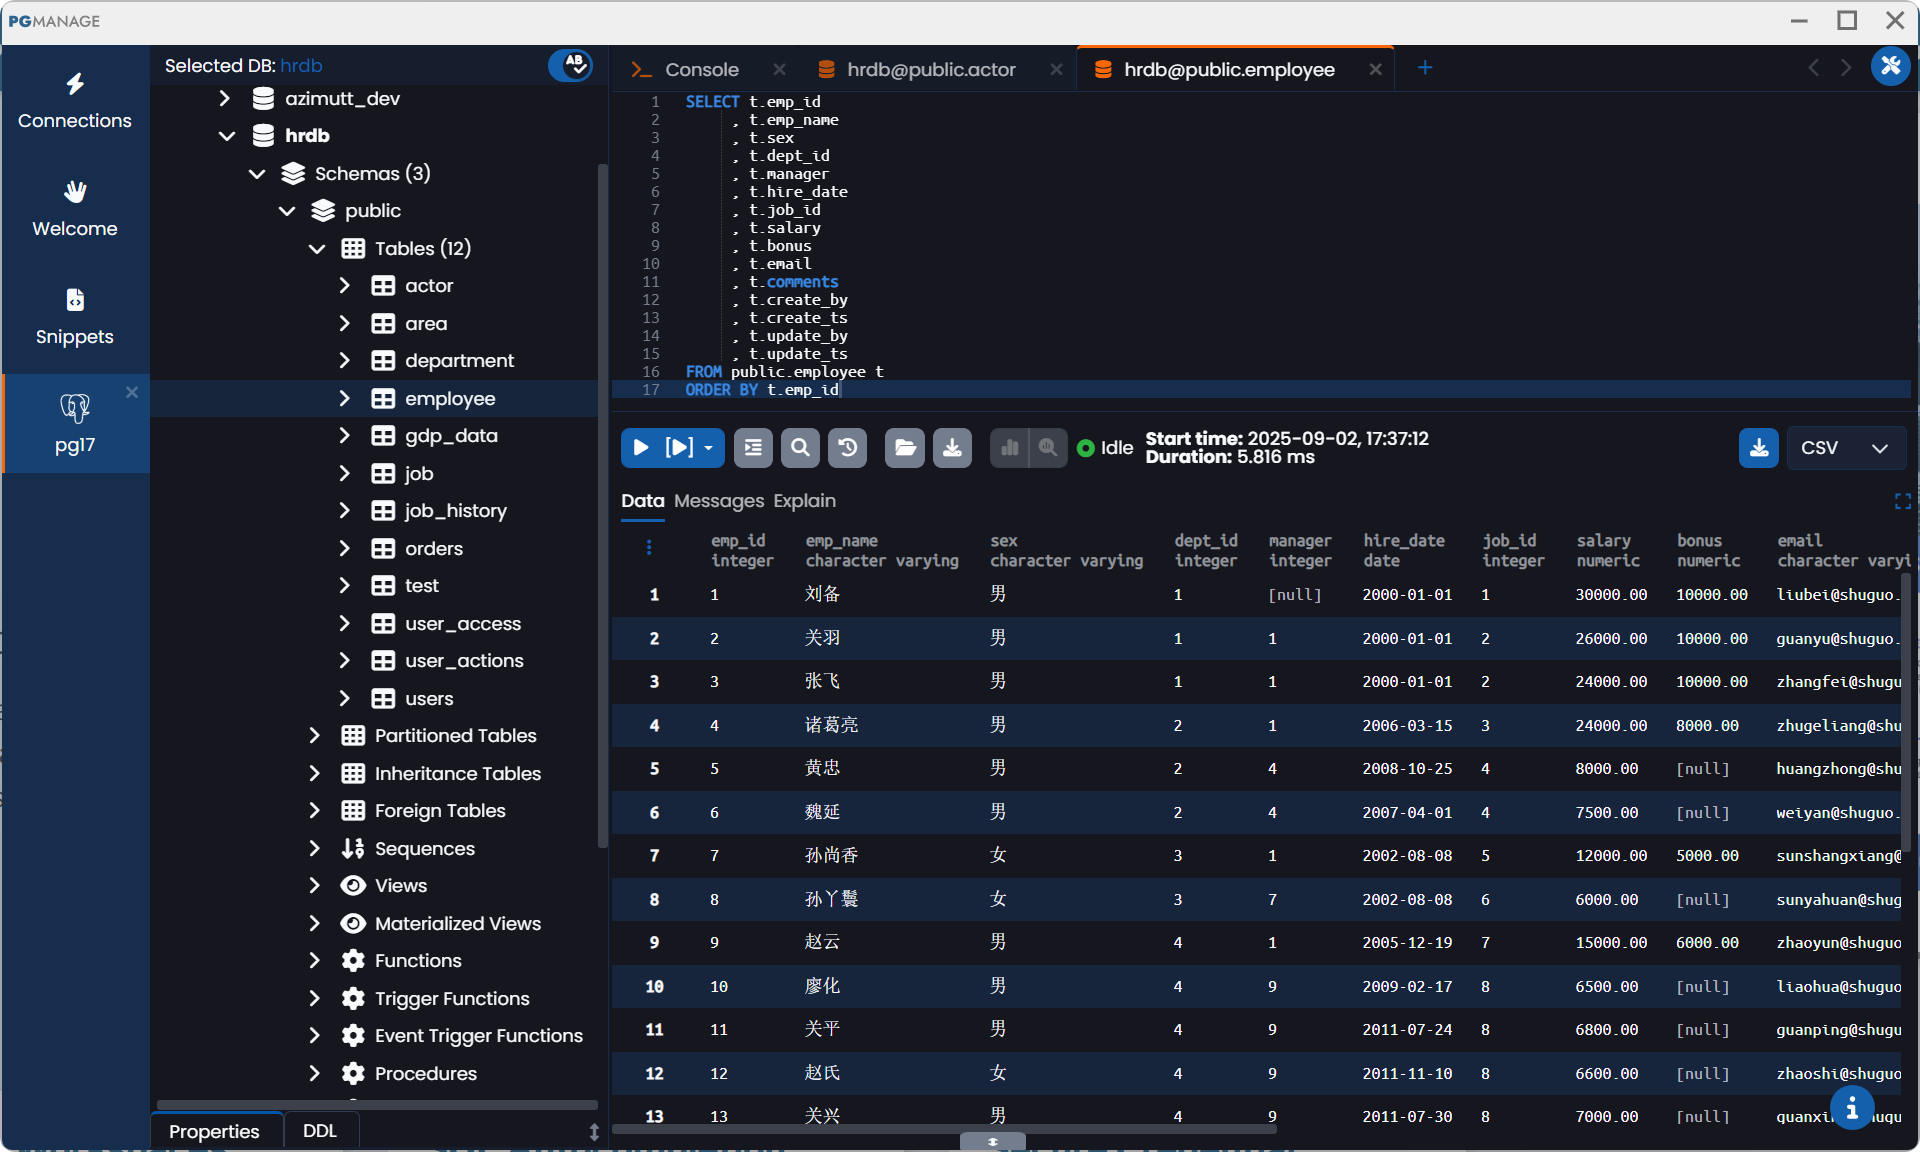 PGMANAGE
Connections
Welcome
Snippets
pg17
Selected DB: hrdb
azimutt_dev
hrdb
Schemas (3)
public
Tables (12)
actor
area
department
employee
gdp_data
job
job_history
orders
test
user_access
user_actions
users
Partitioned Tables
Inheritance Tables
Foreign Tables
Sequences
Views
Materialized Views
Functions
Trigger Functions
Event Trigger Functions
Procedures
Properties DDL
Console hrdb@public.actor hrdb@public.employee
1 SELECT t.emp_id
2 , t.emp_name
3 , t.sex
4 , t.dept_id
5 , t.manager
6 , t.hire_date
7 , t.job_id
8 , t.salary
9 , t.bonus
10 , t.email
11 , t.comments
12 , t.create_by
13 , t.create_ts
14 , t.update_by
15 , t.update_ts
16 FROM public.employee t
17 ORDER BY t.emp_id
Idle
Start time: 2025-09-02, 17:37:12
Duration: 5.816 ms
CSV
Data Messages Explain
emp_id emp_name sex dept_id manager hire_date job_id salary bonus email
integer character varying character varying integer integer date integer numeric numeric character varyi
1 1 刘备 男 1 [null] 2000-01-01 1 30000.00 10000.00 liubei@shuguo.
2 2 关羽 男 1 1 2000-01-01 2 26000.00 10000.00 guanyu@shuguo.
3 3 张飞 男 1 1 2000-01-01 2 24000.00 10000.00 zhangfei@shugu
4 4 诸葛亮 男 2 1 2006-03-15 3 24000.00 8000.00 zhugeliang@shu
5 5 黄忠 男 2 4 2008-10-25 4 8000.00 [null] huangzhong@shu
6 6 魏延 男 2 4 2007-04-01 4 7500.00 [null] weiyan@shuguo.
7 7 孙尚香 女 3 1 2002-08-08 5 12000.00 5000.00 sunshangxiang@
8 8 孙丫鬟 女 3 7 2002-08-08 6 6000.00 [null] sunyahuan@shug
9 9 赵云 男 4 1 2005-12-19 7 15000.00 6000.00 zhaoyun@shuguo
10 10 廖化 男 4 9 2009-02-17 8 6500.00 [null] liaohua@shuguo
11 11 关平 男 4 9 2011-07-24 8 6800.00 [null] guanping@shugu
12 12 赵氏 女 4 9 2011-11-10 8 6600.00 [null] zhaoshi@shuguo
13 13 关兴 男 4 9 2011-07-30 8 7000.00 [null]